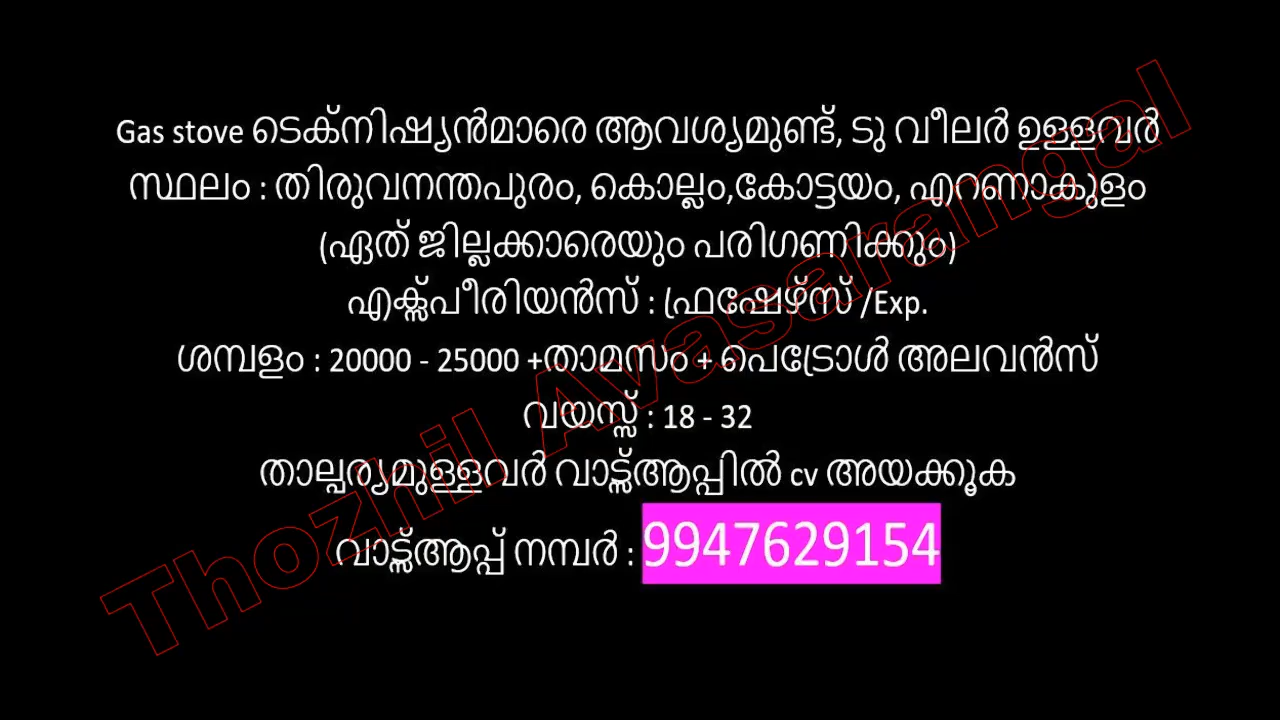 Gas stove ടെക്നിഷ്യൻമാരെ ആവശ്യമുണ്ട്, ടു വീലർ ഉള്ളവർ
സ്ഥലം : തിരുവനന്തപുരം, കൊല്ലം,കോട്ടയം, എറണാകുളം
(ഏത് ജില്ലക്കാരെയും പരിഗണിക്കും)
എക്സ്പീരിയൻസ് : ഫ്രഷേഴ്സ് /Exp.
ശമ്പളം : 20000 - 25000 +താമസം + പെട്രോൾ അലവൻസ്
വയസ്സ് : 18 - 32
താല്പര്യമുള്ളവർ വാട്സ്ആപ്പിൽ cv അയക്കൂക
വാട്സ്ആപ്പ് നമ്പർ : 9947629154
Thozhil Avasarangal